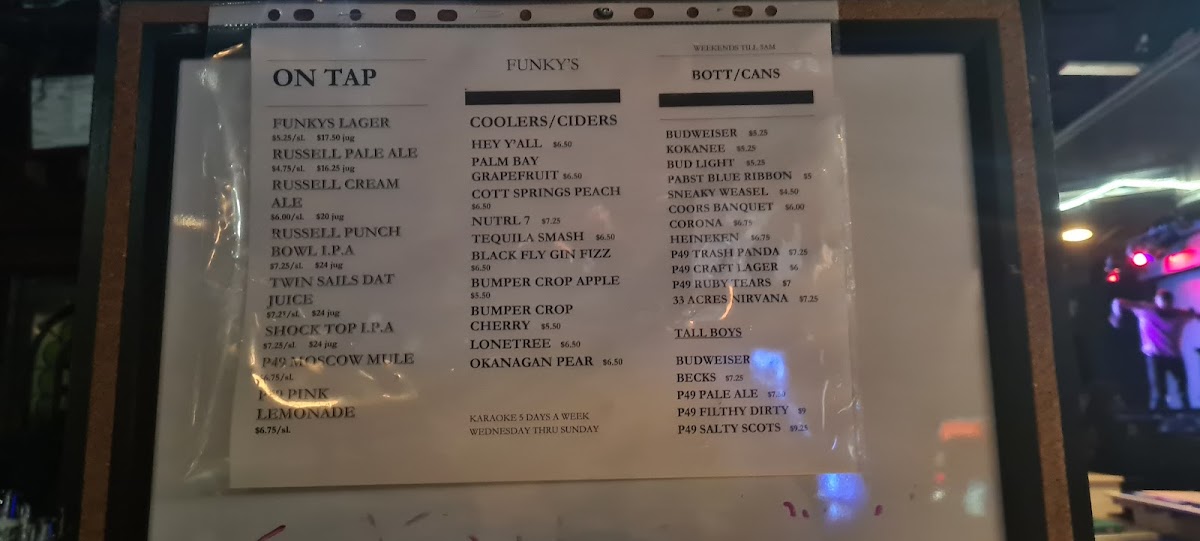 ON TAP
FUNKYS LAGER
$5.25/sl. $17.50 jug
RUSSELL PALE ALE
$4.75/sl. $16.25 jug
RUSSELL CREAM
ALE
$6.00/sl. $20 jug
RUSSELL PUNCH
BOWL I.P.A
$7.25/sl. $24 jug
TWIN SAILS DAT
JUICE
$7.25/sl. $24 jug
SHOCK TOP I.P.A
$7.25/sl. $24 jug
P49 MOSCOW MULE
$6.75/sl.
P49 PINK
LEMONADE
$6.75/sl.
FUNKY'S
COOLERS/CIDERS
HEY Y'ALL $6.50
PALM BAY
GRAPEFRUIT $6.50
COTT SPRINGS PEACH
$6.50
NUTRL 7 $7.25
TEQUILA SMASH $6.50
BLACK FLY GIN FIZZ
$6.50
BUMPER CROP APPLE
$5.50
BUMPER CROP
CHERRY $5.50
LONETREE $6.50
OKANAGAN PEAR $6.50
KARAOKE 5 DAYS A WEEK
WEDNESDAY THRU SUNDAY
WEEKENDS TILL 3AM
BOTT/CANS
BUDWEISER $5.25
KOKANEE $5.25
BUD LIGHT $5.25
PABST BLUE RIBBON $5
SNEAKY WEASEL $4.50
COORS BANQUET $6.00
CORONA $6.75
HEINEKEN $6.75
P49 TRASH PANDA $7.25
P49 CRAFT LAGER $6
P49 RUBY TEARS $7
33 ACRES NIRVANA $7.25
TALL BOYS
BUDWEISER
BECKS $7.25
P49 PALE ALE
P49 FILTHY DIRTY $9
P49 SALTY SCOTS $9.25